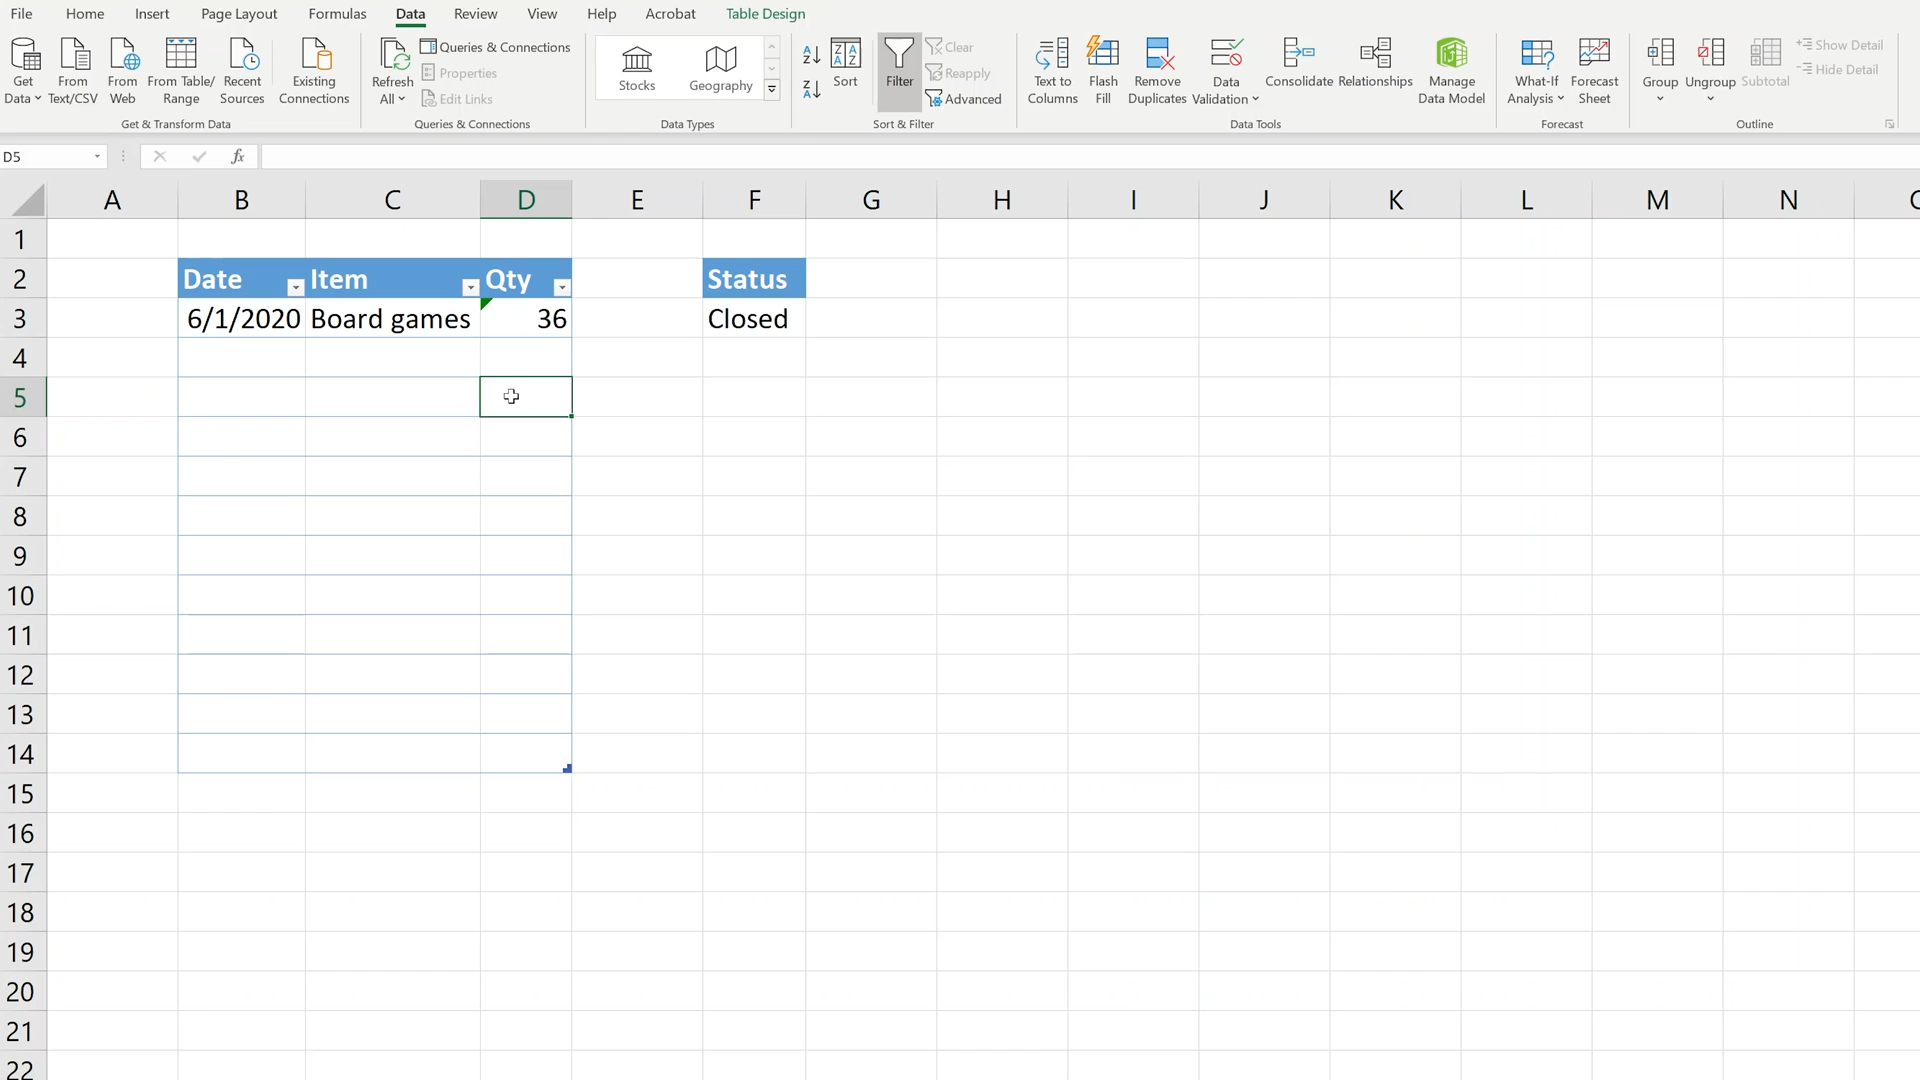 File Home Insert Page Layout Formulas Data Review View Help Acrobat Table Design
Get Data
From Text/CSV
From Web
From Table/ Range
Recent Sources
Existing Connections
Get & Transform Data
Refresh All
Queries & Connections
Properties
Edit Links
Queries & Connections
Stocks
Geography
Data Types
Sort
Filter
Clear
Reapply
Advanced
Sort & Filter
Text to Columns
Flash Fill
Remove Duplicates
Data Validation
Consolidate
Relationships
Manage Data Model
Data Tools
What-If Analysis
Forecast Sheet
Forecast
Group
Ungroup
Subtotal
Show Detail
Hide Detail
Outline
D5 fx
A B C D E F G H I J K L M N
1
2 Date Item Qty Status
3 6/1/2020 Board games 36 Closed
4
5
6
7
8
9
10
11
12
13
14
15
16
17
18
19
20
21
22